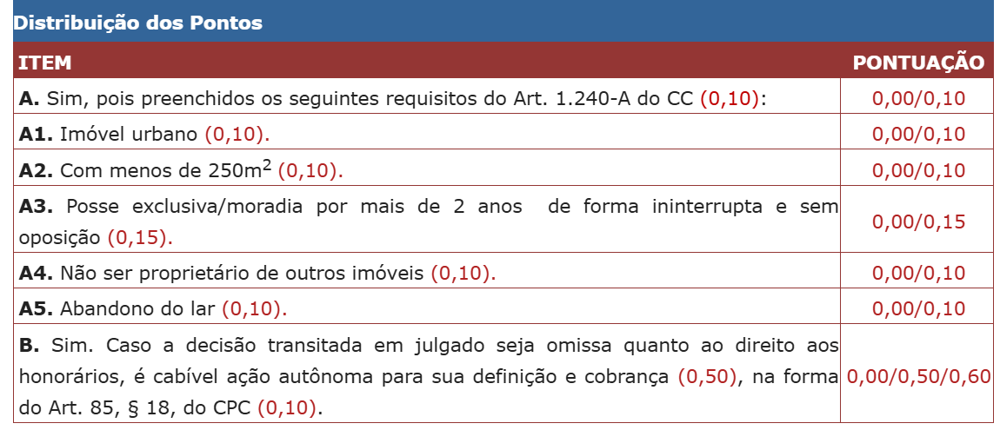 Distribuição dos Pontos
ITEM PONTUAÇÃO
A. Sim, pois preenchidos os seguintes requisitos do Art. 1.240-A do CC (0,10): 0,00/0,10
A1. Imóvel urbano (0,10). 0,00/0,10
A2. Com menos de 250m² (0,10). 0,00/0,10
A3. Posse exclusiva/moradia por mais de 2 anos de forma ininterrupta e sem
oposição (0,15). 0,00/0,15
A4. Não ser proprietário de outros imóveis (0,10). 0,00/0,10
A5. Abandono do lar (0,10). 0,00/0,10
B. Sim. Caso a decisão transitada em julgado seja omissa quanto ao direito aos
honorários, é cabível ação autônoma para sua definição e cobrança (0,50), na forma 0,00/0,50/0,60
do Art. 85, § 18, do CPC (0,10).